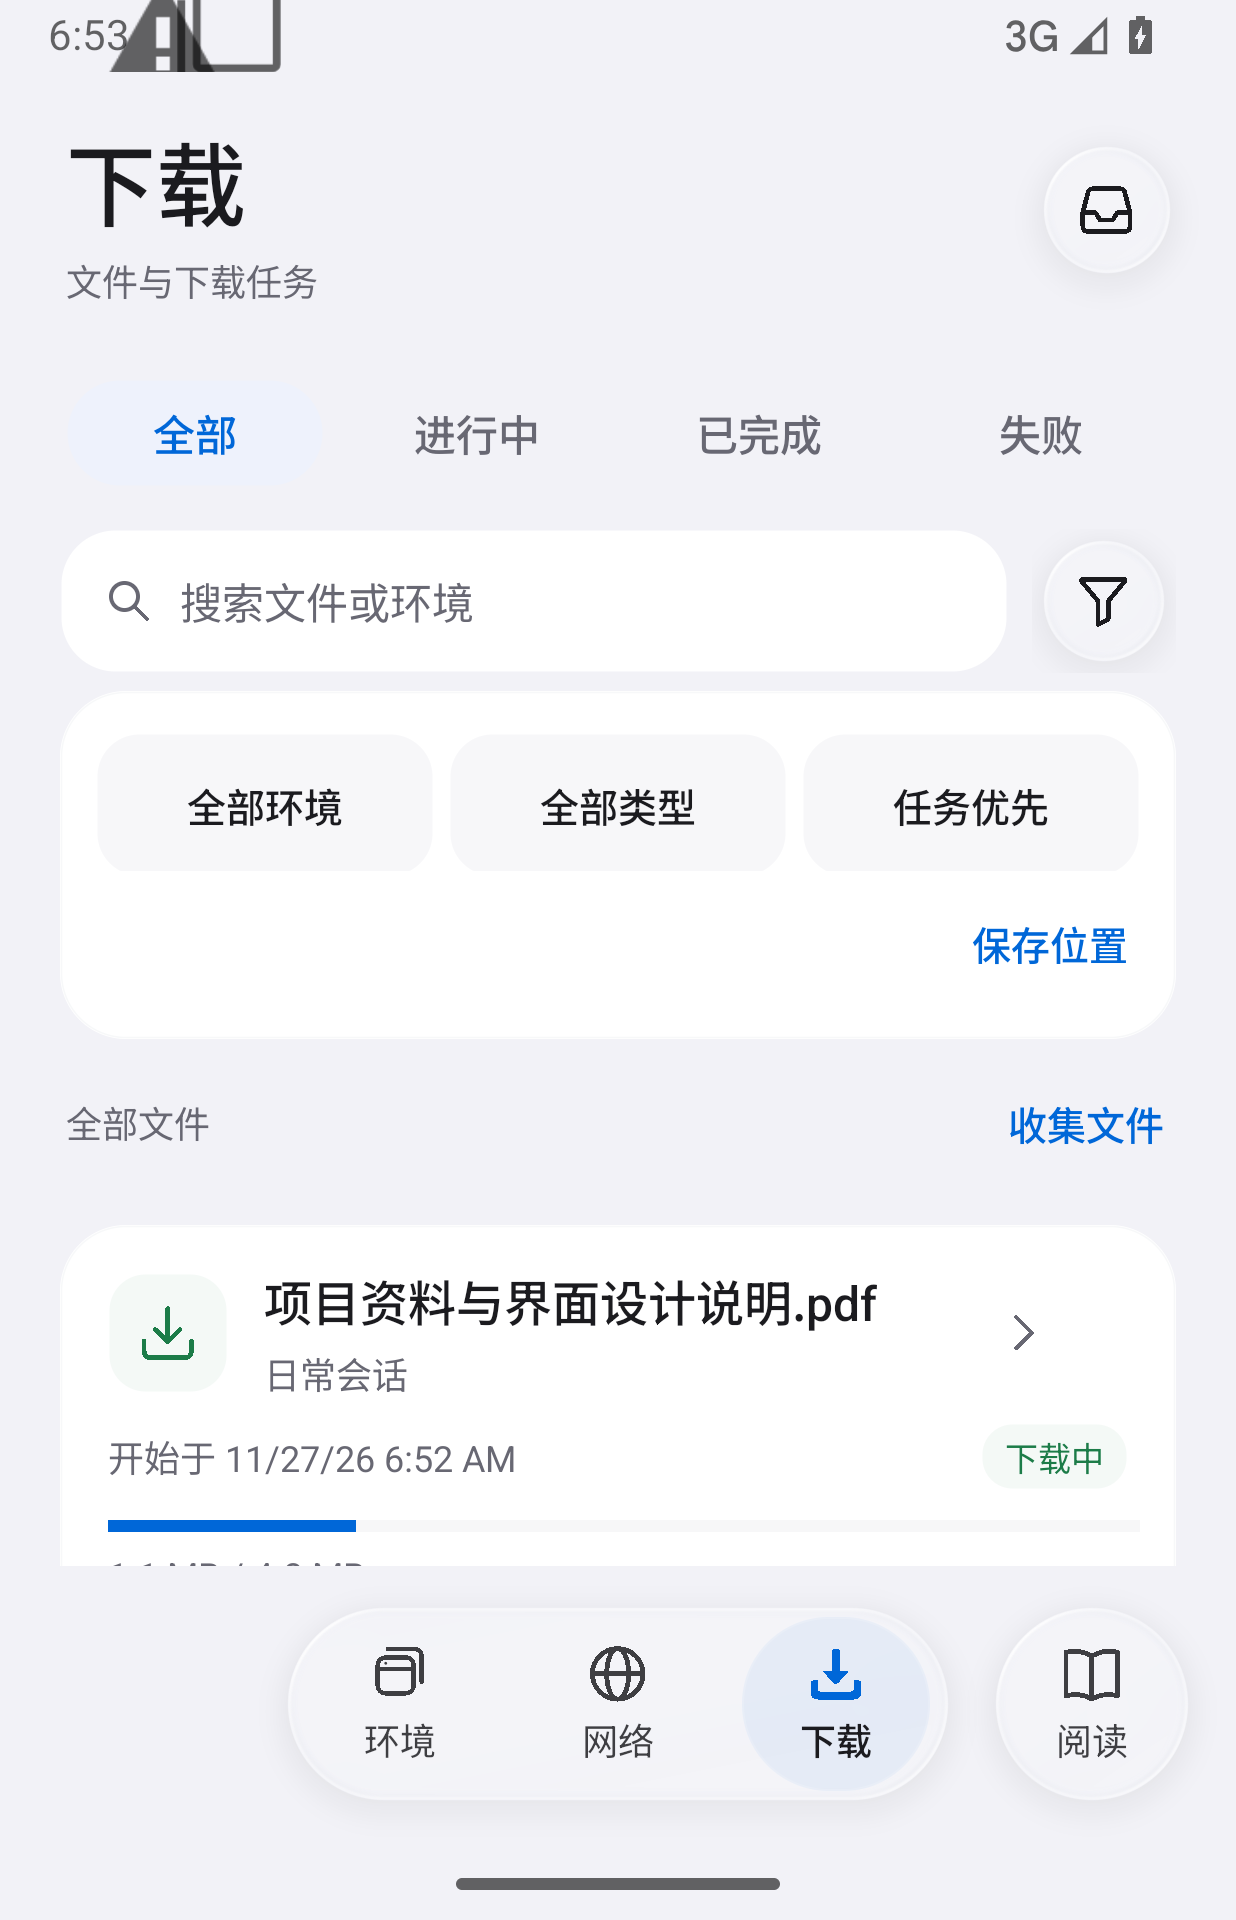 6:53
3G
下载
文件与下载任务
全部 进行中 已完成 失败
搜索文件或环境
全部环境 全部类型 任务优先
保存位置
全部文件 收集文件
项目资料与界面设计说明.pdf
日常会话
开始于 11/27/26 6:52 AM 下载中
环境 网络 下载 阅读